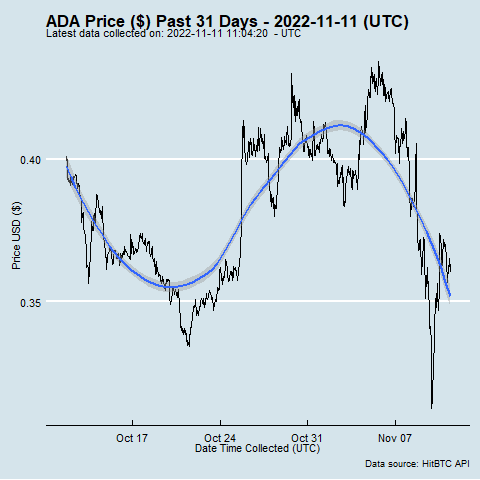 ADA Price ($) Past 31 Days - 2022-11-11 (UTC)
Latest data collected on: 2022-11-11 11:04:20 - UTC
Price USD ($)
0.40
0.35
Oct 17 Oct 24 Oct 31 Nov 07
Date Time Collected (UTC)
Data source: HitBTC API